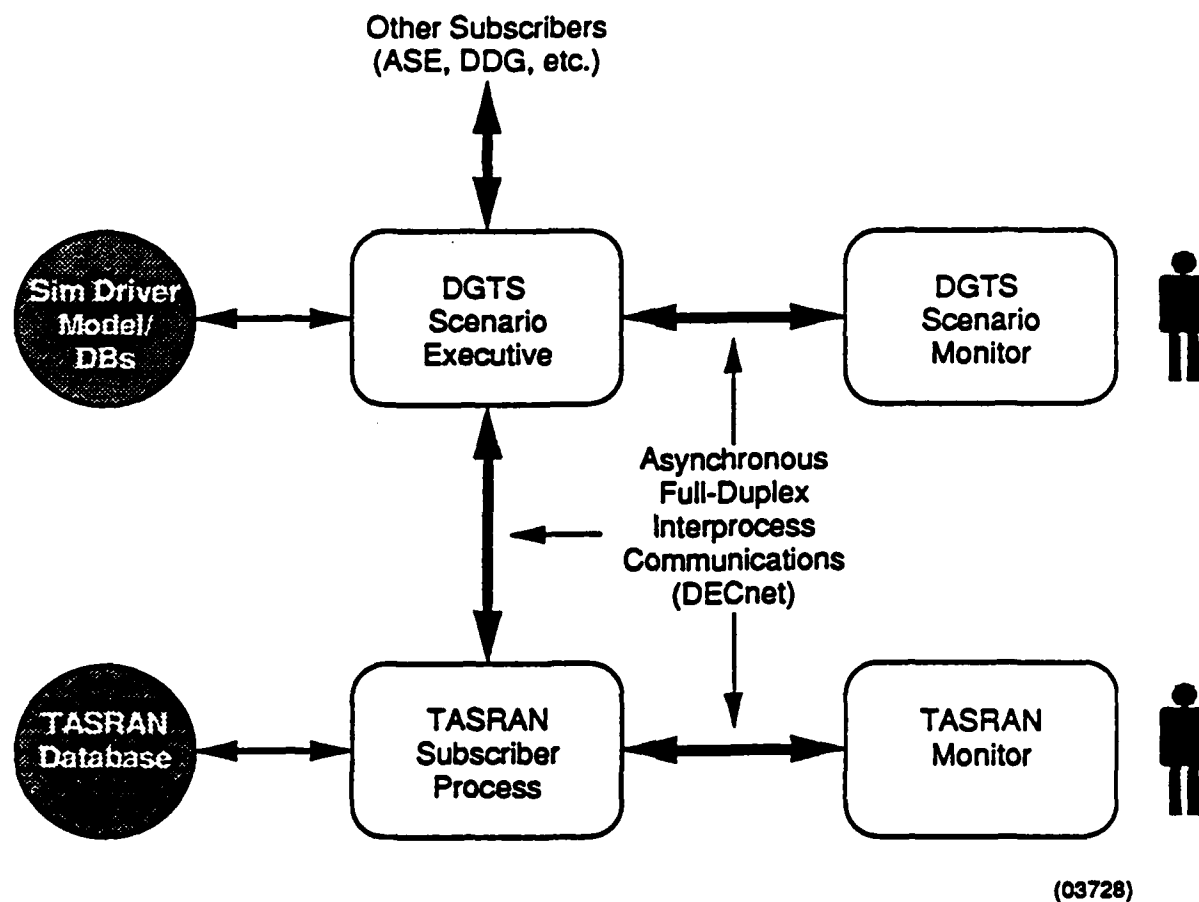 Other Subscribers
(ASE, DDG, etc.)
Sim Driver
Model/
DBs
DGTS
Scenario
Executive
DGTS
Scenario
Monitor
Asynchronous
Full-Duplex
Interprocess
Communications
(DECnet)
TASRAN
Database
TASRAN
Subscriber
Process
TASRAN
Monitor
(03728)